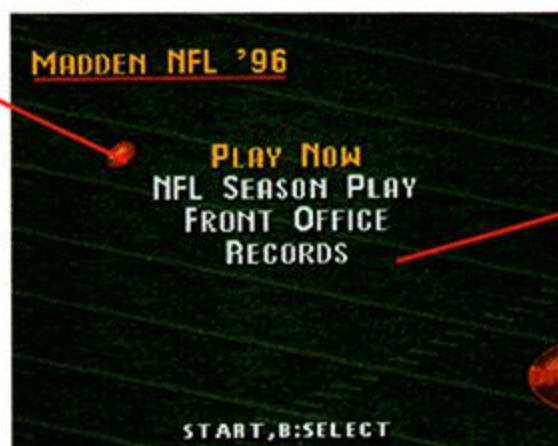 MADDEN NFL '96
PLAY NOW
NFL SEASON PLAY
FRONT OFFICE
RECORDS
START,B:SELECT